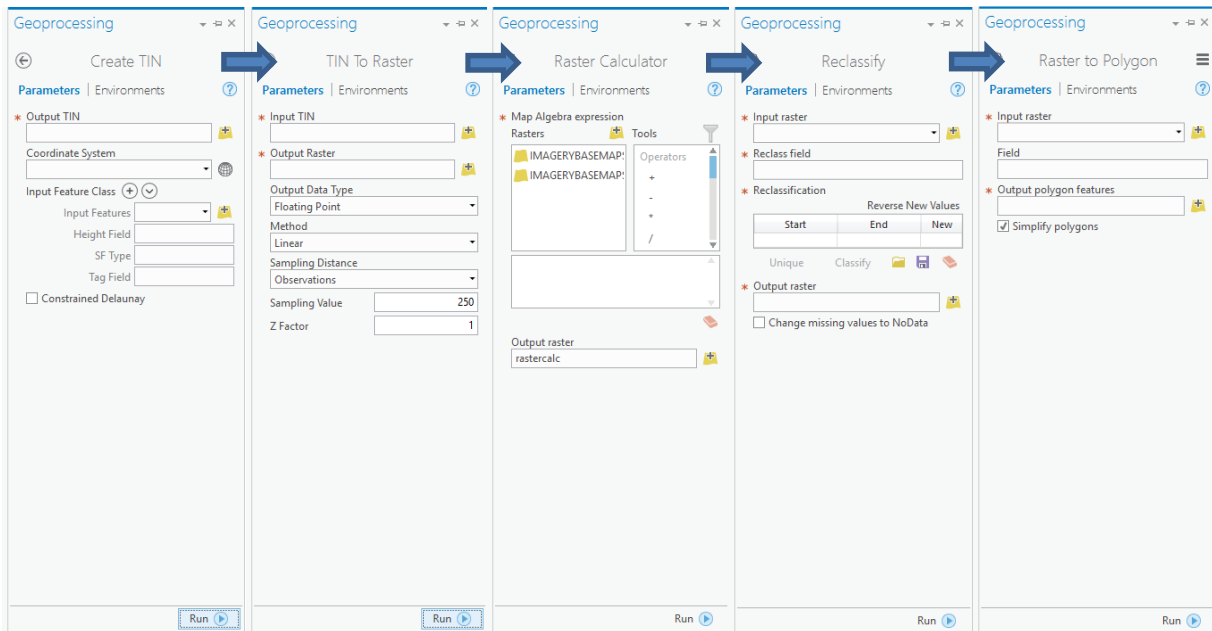 Geoprocessing
Create TIN
Parameters | Environments
* Output TIN
Coordinate System
Input Feature Class
Input Features
Height Field
SF Type
Tag Field
Constrained Delaunay
Run
Geoprocessing
TIN To Raster
Parameters | Environments
* Input TIN
* Output Raster
Output Data Type
Floating Point
Method
Linear
Sampling Distance
Observations
Sampling Value 250
Z Factor 1
Run
Geoprocessing
Raster Calculator
Parameters | Environments
* Map Algebra expression
Rasters Tools
IMAGERYBASEMAPS
IMAGERYBASEMAPS
Operators
+
-
*
/
Output raster
rastercalc
Run
Geoprocessing
Reclassify
Parameters | Environments
* Input raster
* Reclass field
* Reclassification
Reverse New Values
Start End New
Unique Classify
* Output raster
Change missing values to NoData
Run
Geoprocessing
Raster to Polygon
Parameters | Environments
* Input raster
Field
* Output polygon features
Simplify polygons
Run